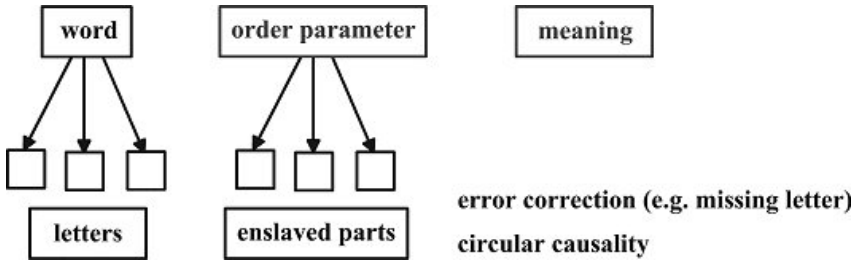 word
order parameter
meaning
letters
enslaved parts
error correction (e.g. missing letter)
circular causality